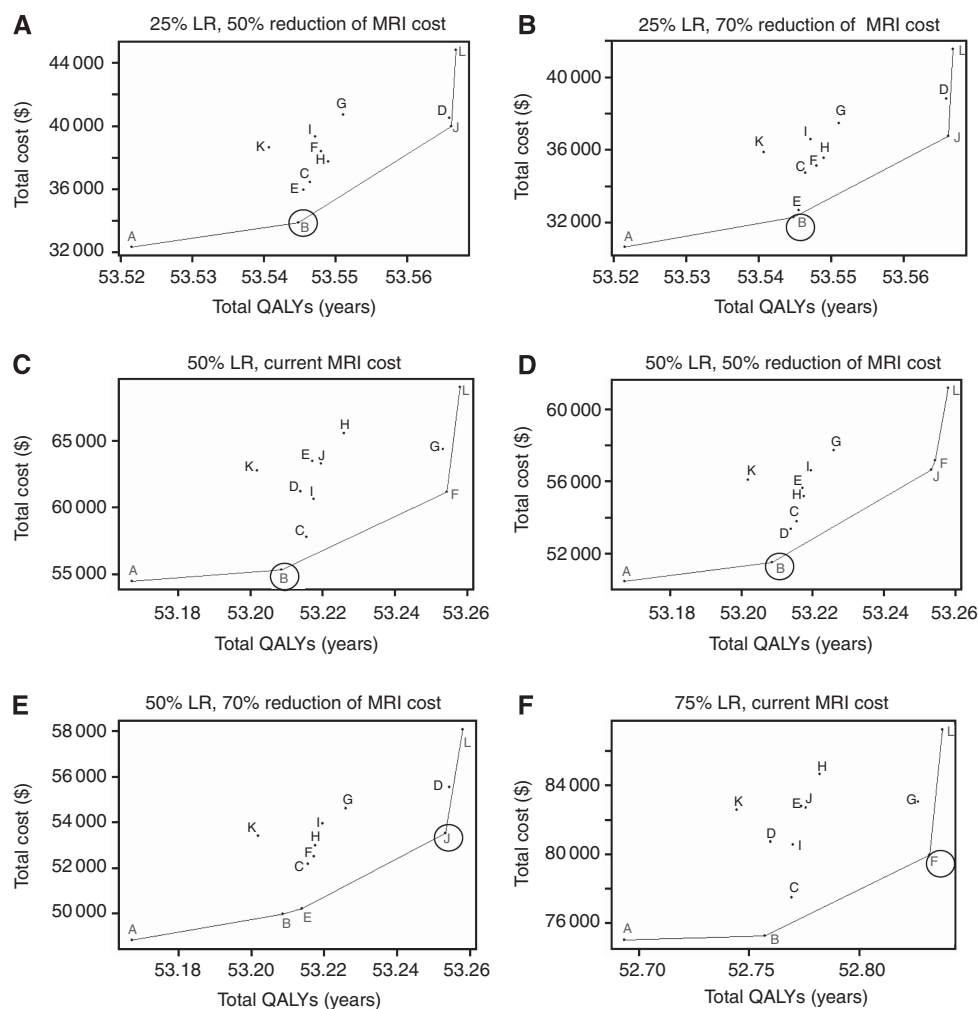 A
25% LR, 50% reduction of MRI cost
Total cost ($)
44 000
40 000
36 000
32 000
L
G
D
J
I
K
F
H
C
E
B
A
53.52 53.53 53.54 53.55 53.56
Total QALYs (years)
B
25% LR, 70% reduction of MRI cost
Total cost ($)
40 000
36 000
32 000
L
D
G
I
K
H
J
F
C
E
B
A
53.52 53.53 53.54 53.55 53.56
Total QALYs (years)
C
50% LR, current MRI cost
Total cost ($)
65 000
60 000
55 000
L
H
G
E
J
K
D
I
F
C
A
B
53.18 53.20 53.22 53.24 53.26
Total QALYs (years)
D
50% LR, 50% reduction of MRI cost
Total cost ($)
60 000
56 000
52 000
L
G
F
I
K
J
E
H
C
D
B
A
53.18 53.20 53.22 53.24 53.26
Total QALYs (years)
E
50% LR, 70% reduction of MRI cost
Total cost ($)
58 000
56 000
54 000
52 000
50 000
L
D
G
I
K
H
J
F
C
A
B
E
53.18 53.20 53.22 53.24 53.26
Total QALYs (years)
F
75% LR, current MRI cost
Total cost ($)
84 000
80 000
76 000
L
H
K
E
J
G
D
I
F
C
A
B
52.70 52.76 52.80
Total QALYs (years)